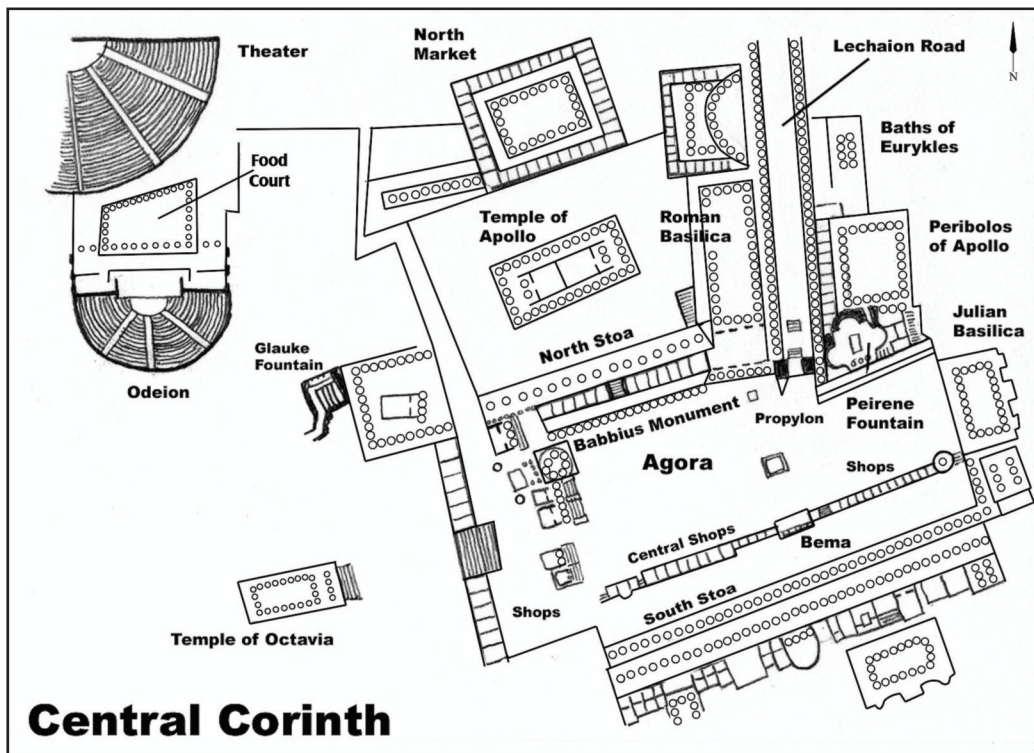 Theater
North
Market
Lechaion Road
N
Baths of
Eurykles
Food
Court
Temple of
Apollo
Roman
Basilica
Peribolos
of Apollo
Julian
Basilica
North Stoa
Glauke
Fountain
Odeion
Babbius Monument
Propylon
Peirene
Fountain
Agora
Shops
Central Shops
Bema
South Stoa
Shops
Temple of Octavia
Central Corinth